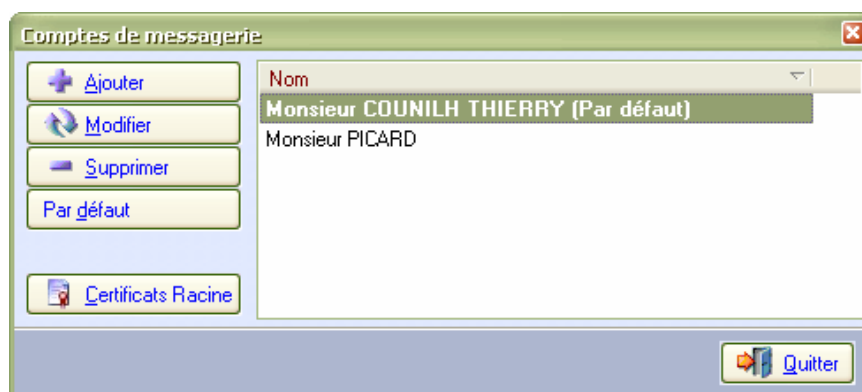 Comptes de messagerie
Ajouter
Modifier
Supprimer
Par défaut
Certificats Racine
Nom
Monsieur COUNILH THIERRY (Par défaut)
Monsieur PICARD
Quitter